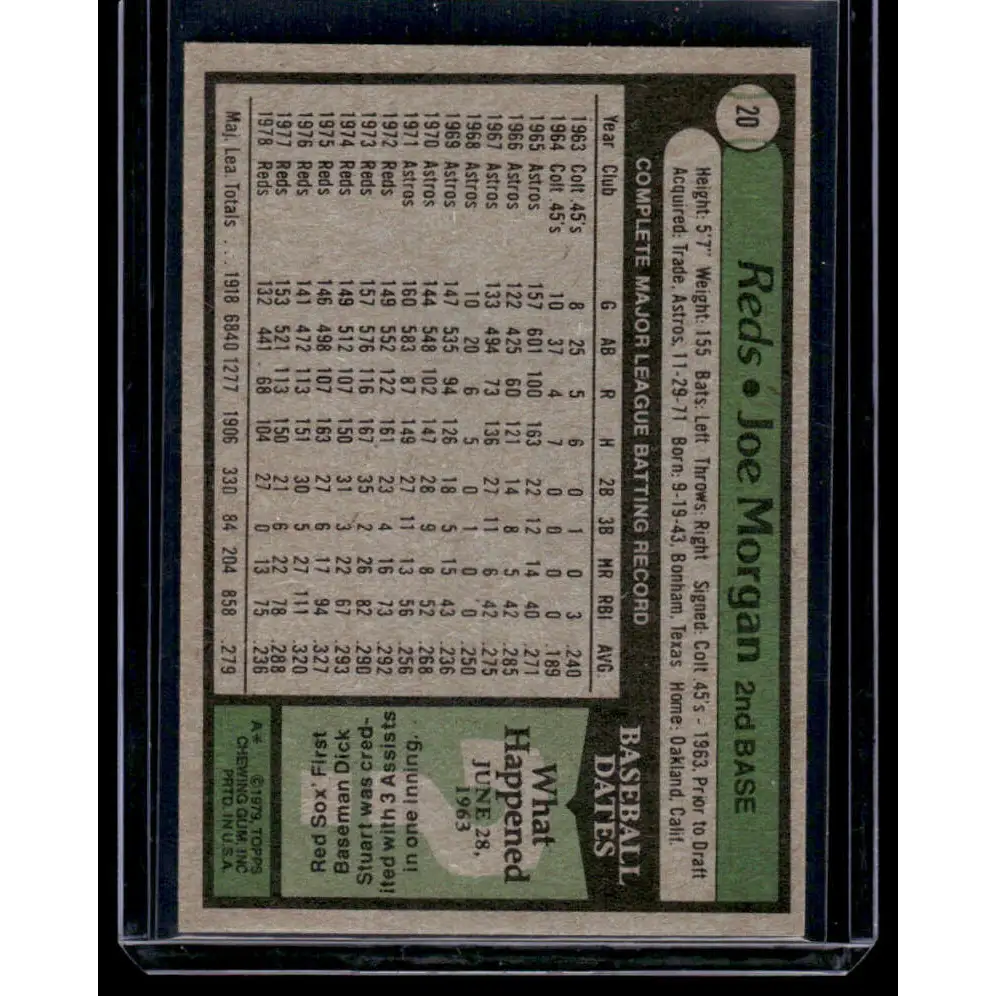 20
Reds • Joe Morgan 2nd BASE
Height: 5'7" Weight: 155 Bats: Left Throws: Right Signed: Colt .45's - 1963, Prior to Draft
Acquired: Trade, Astros, 11-29-71 Born: 9-19-43, Bonham, Texas Home: Oakland, Calif.
COMPLETE MAJOR LEAGUE BATTING RECORD
Year Club G AB R H 2B 3B HR RBI AVG.
1963 Colt .45's 8 25 5 6 0 1 0 3 .240
1964 Colt .45's 10 37 4 7 0 0 0 0 .189
1965 Astros 157 601 100 163 22 12 14 40 .271
1966 Astros 122 425 60 121 14 8 5 42 .285
1967 Astros 133 494 73 136 27 11 6 42 .275
1968 Astros 10 20 6 5 0 1 0 0 .250
1969 Astros 147 535 94 126 18 5 15 43 .236
1970 Astros 144 548 102 147 28 9 8 52 .268
1971 Astros 160 583 87 149 27 11 13 56 .256
1972 Reds 149 552 122 161 23 4 16 73 .292
1973 Reds 157 576 116 167 35 2 26 82 .290
1974 Reds 149 512 107 150 31 3 22 67 .293
1975 Reds 146 498 107 163 27 6 17 94 .327
1976 Reds 141 472 113 151 30 5 27 111 .320
1977 Reds 153 521 113 150 21 6 22 78 .288
1978 Reds 132 441 68 104 27 0 13 75 .236
Maj. Lea. Totals . . . 1918 6840 1277 1906 330 84 204 858 .279
BASEBALL
DATES
What
Happened
JUNE 28,
1963
Red Sox, First
Baseman Dick
Stuart was cred-
ited with 3 Assists
in one inning.
A* ©1979, TOPPS
CHEWING GUM, INC
PRTD. IN U.S.A.